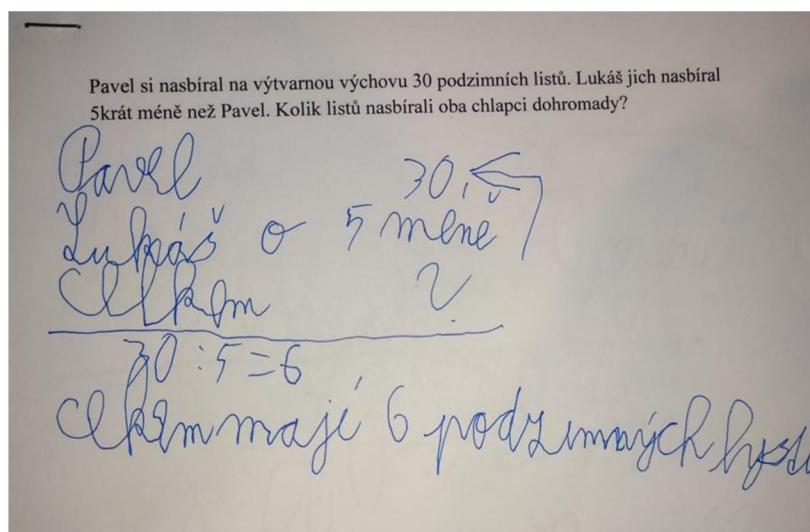 Pavel si nasbíral na výtvarnou výchovu 30 podzimních listů. Lukáš jich nasbíral
5krát méně než Pavel. Kolik listů nasbírali oba chlapci dohromady?
Pavel 30
Lukáš o 5 méně
Celkem ?
30 : 5 = 6
Celkem mají 6 podzimných